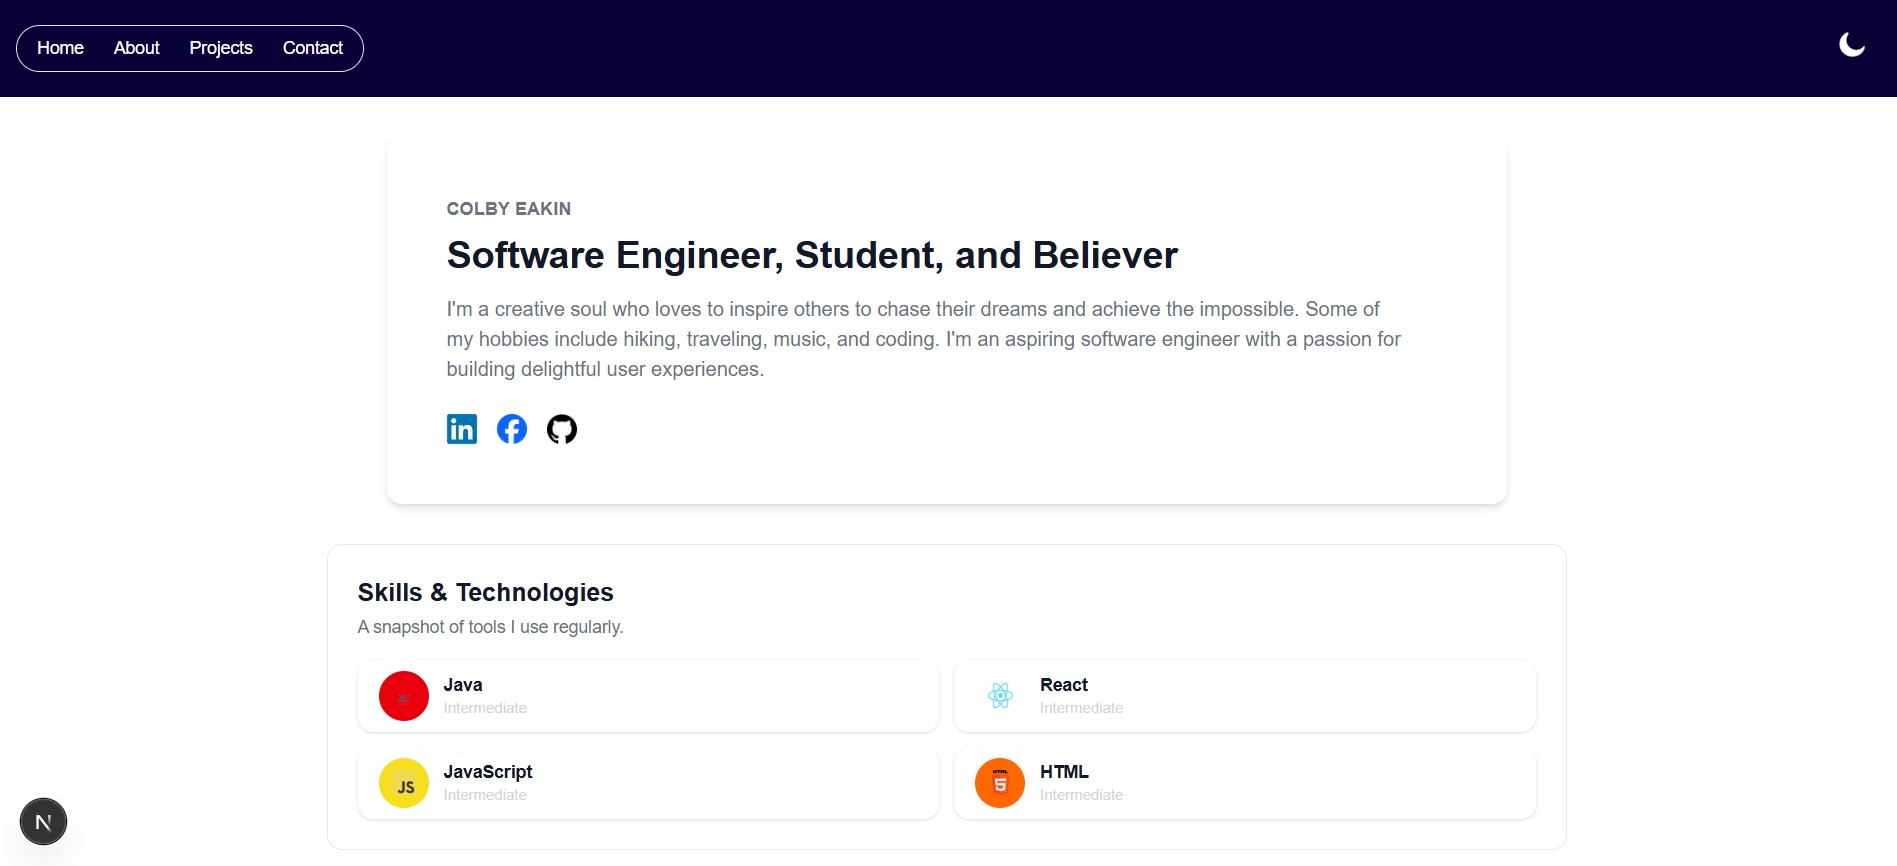 Home About Projects Contact
COLBY EAKIN
Software Engineer, Student, and Believer
I'm a creative soul who loves to inspire others to chase their dreams and achieve the impossible. Some of
my hobbies include hiking, traveling, music, and coding. I'm an aspiring software engineer with a passion for
building delightful user experiences.
in f
Skills & Technologies
A snapshot of tools I use regularly.
Java
Intermediate
React
Intermediate
JS
JavaScript
Intermediate
HTML
5
HTML
Intermediate
N